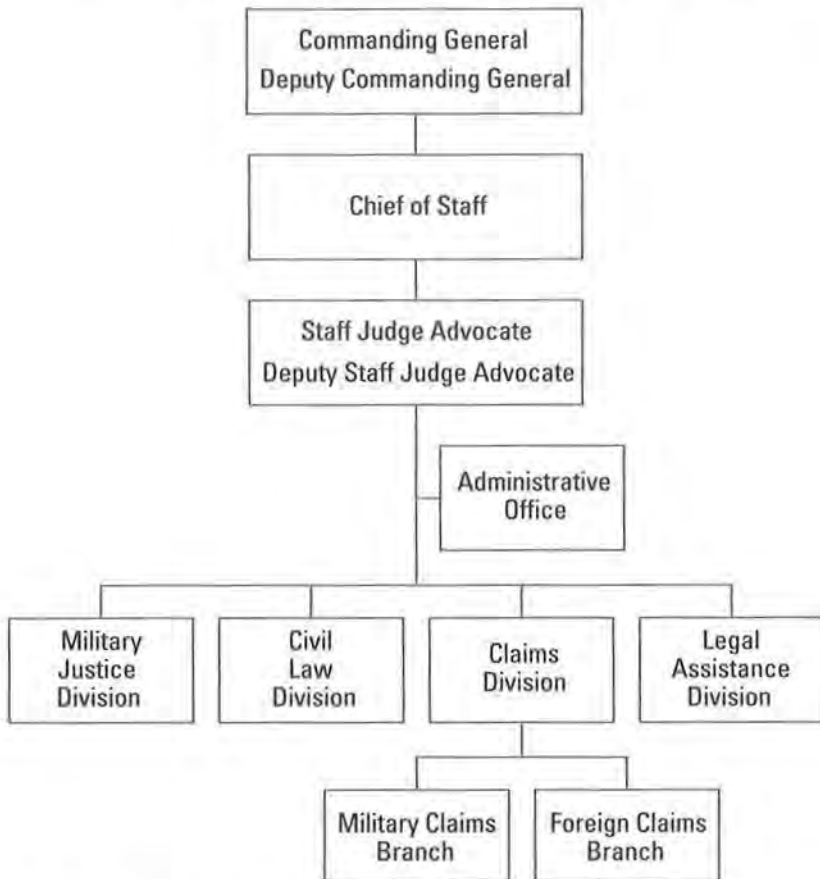 Commanding General
Deputy Commanding General
Chief of Staff
Staff Judge Advocate
Deputy Staff Judge Advocate
Administrative
Office
Military
Justice
Division
Civil
Law
Division
Claims
Division
Legal
Assistance
Division
Military Claims
Branch
Foreign Claims
Branch